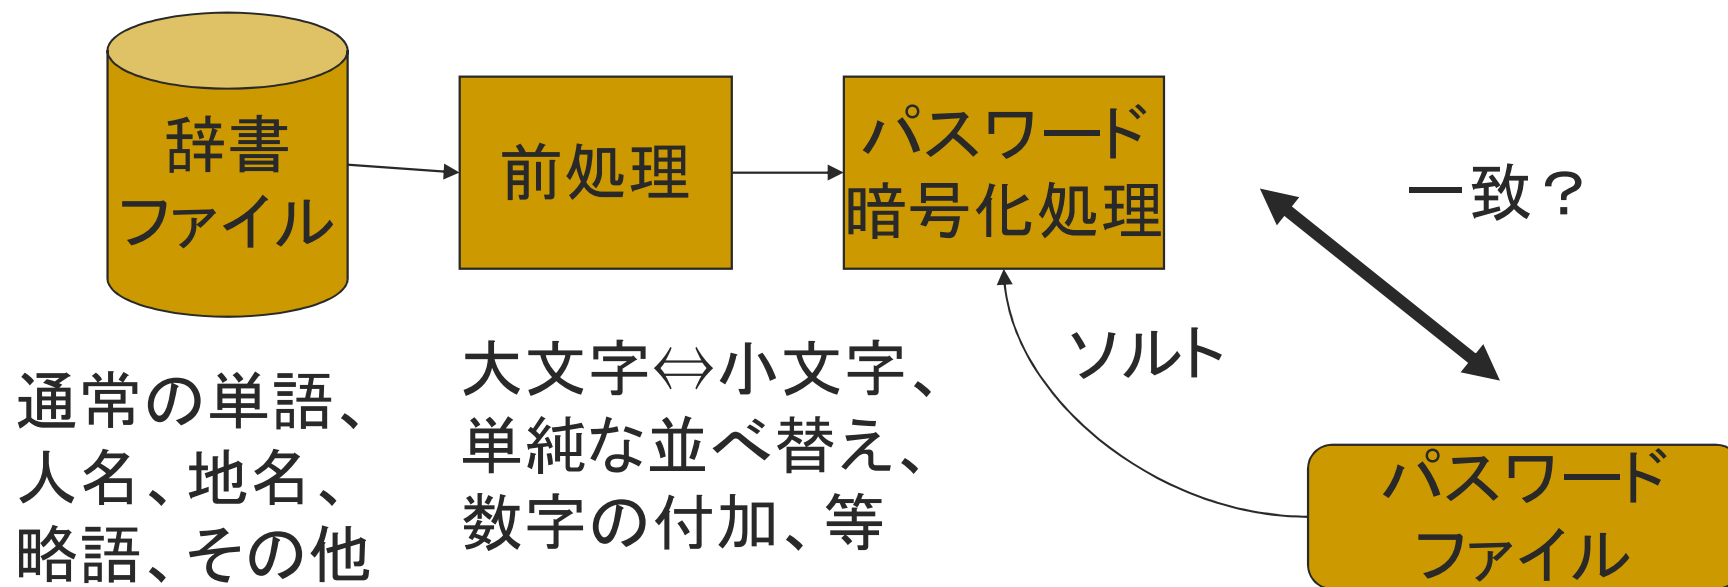 辞書
ファイル
前処理
パスワード
暗号化処理
一致？
ソルト
通常の単語、
人名、地名、
略語、その他
大文字⇔小文字、
単純な並べ替え、
数字の付加、等
パスワード
ファイル